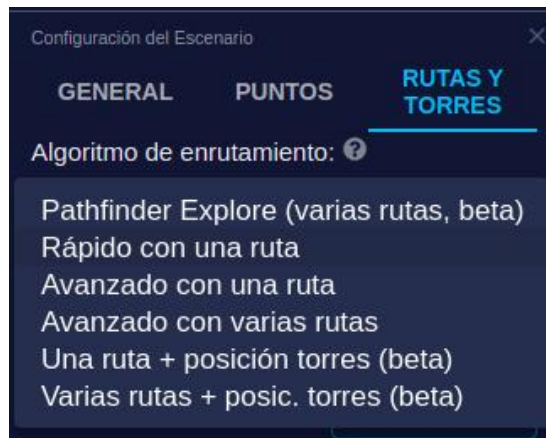 Configuración del Escenario
GENERAL PUNTOS RUTAS Y TORRES
Algoritmo de enrutamiento:
Pathfinder Explore (varias rutas, beta)
Rápido con una ruta
Avanzado con una ruta
Avanzado con varias rutas
Una ruta + posición torres (beta)
Varias rutas + posic. torres (beta)